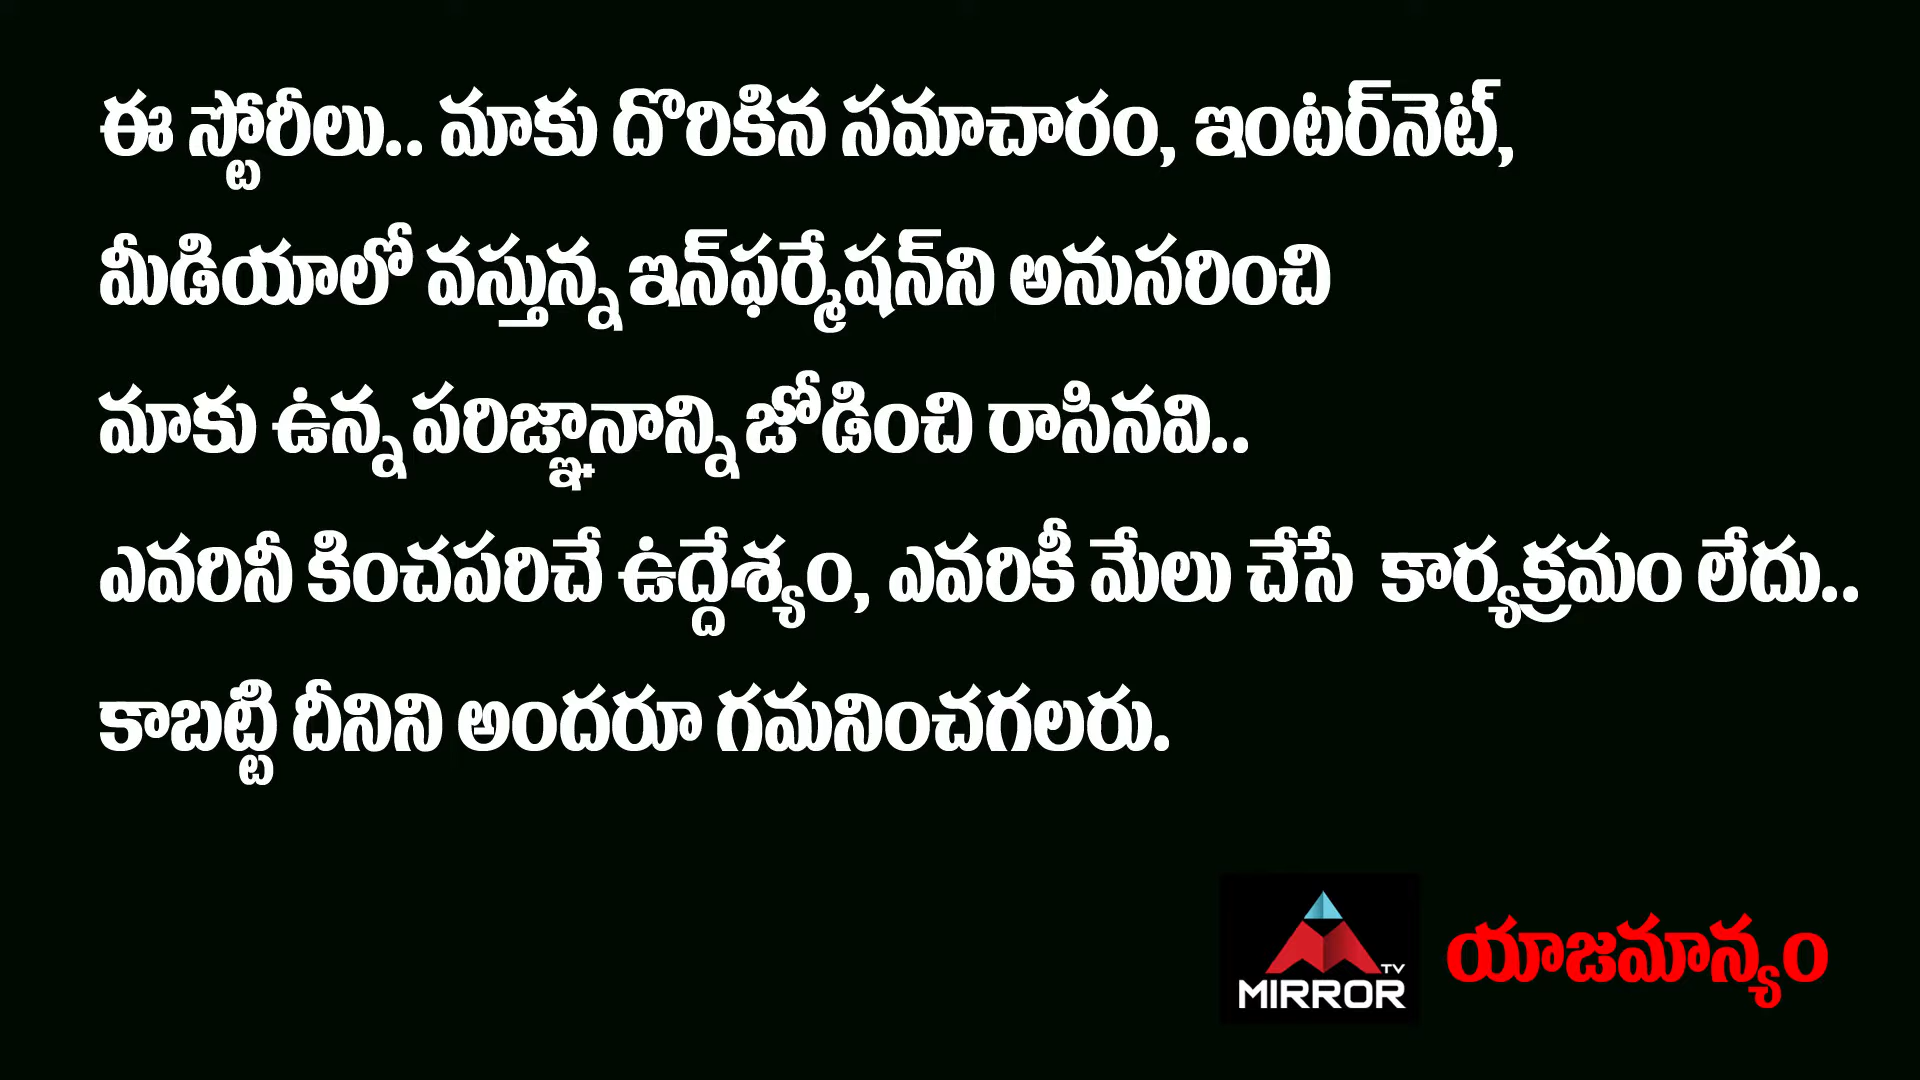 ఈ స్టోరీలు.. మాకు దొరికిన సమాచారం, ఇంటర్‌నెట్,
మీడియాలో వస్తున్న ఇన్‌ఫర్మేషన్‌ని అనుసరించి
మాకు ఉన్న పరిజ్ఞానాన్ని జోడించి రాసినవి..
ఎవరినీ కించపరిచే ఉద్దేశ్యం, ఎవరికీ మేలు చేసే కార్యక్రమం లేదు..
కాబట్టి దీనిని అందరూ గమనించగలరు.
TV
MIRROR
యాజమాన్యం